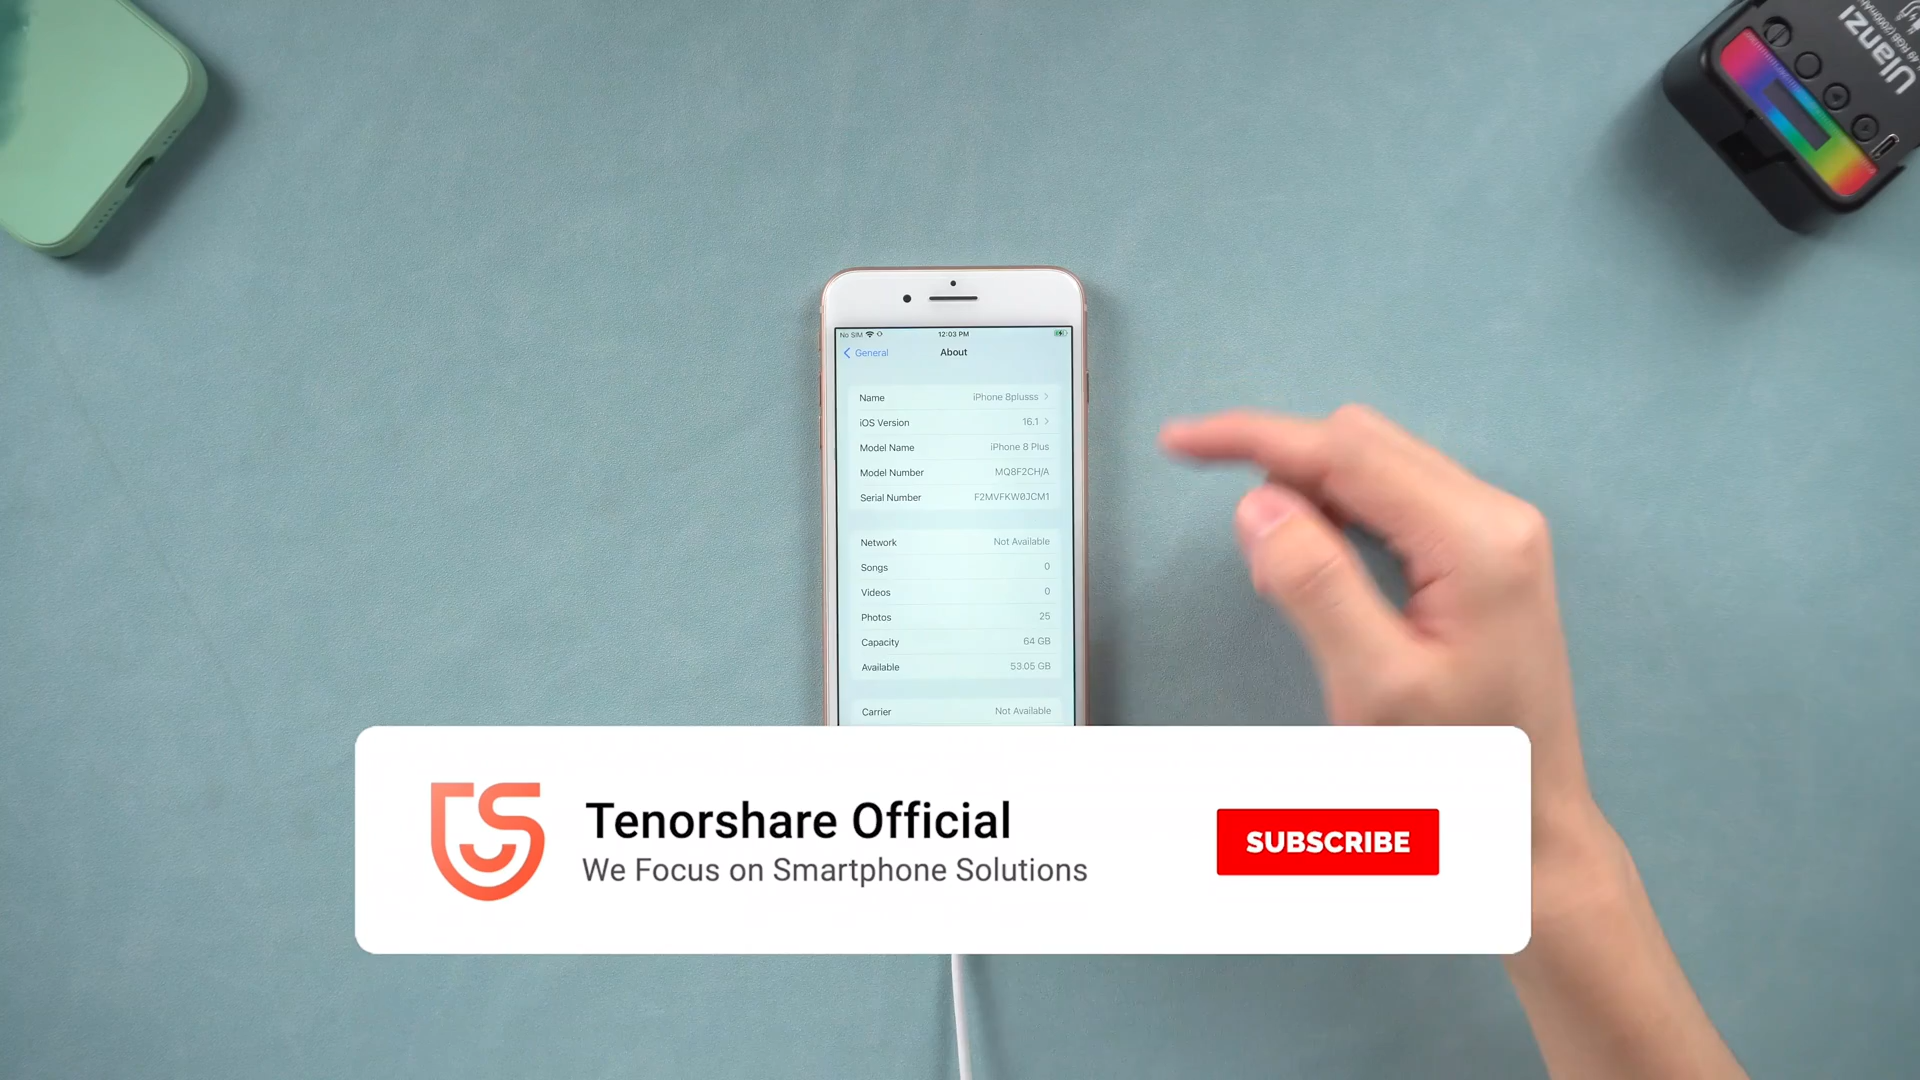 Ulanzi
No SIM
12:03 PM
General
About
Name
iPhone 8plusss
iOS Version
16.1
Model Name
iPhone 8 Plus
Model Number
MQ8F2CH/A
Serial Number
F2MVFKW0JCM1
Network
Not Available
Songs
0
Videos
0
Photos
25
Capacity
64 GB
Available
53.05 GB
Carrier
Not Available
Tenorshare Official
We Focus on Smartphone Solutions
SUBSCRIBE